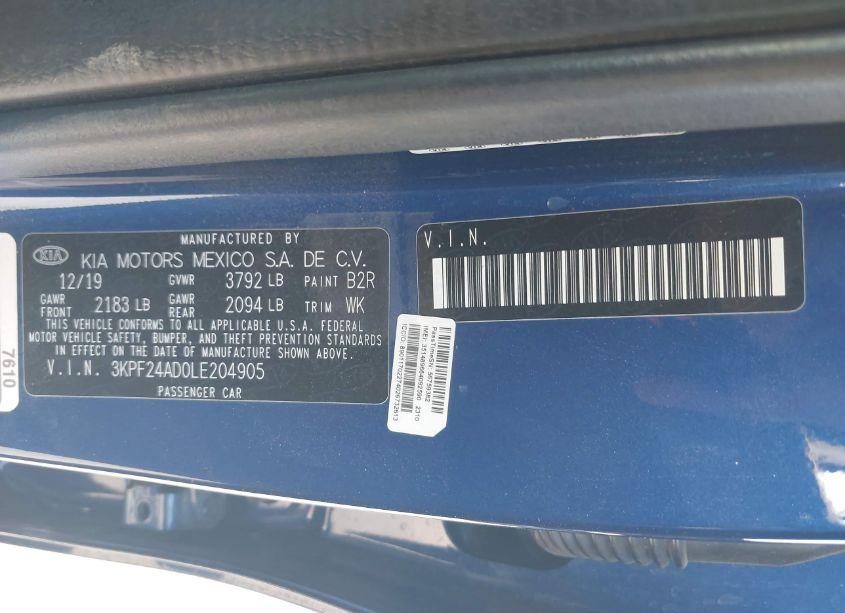 MANUFACTURED BY
KIA KIA MOTORS MEXICO S.A. DE C.V.
12/19 GVWR 3792 LB PAINT B2R
GAWR FRONT 2183 LB GAWR REAR 2094 LB TRIM WK
THIS VEHICLE CONFORMS TO ALL APPLICABLE U.S.A. FEDERAL
MOTOR VEHICLE SAFETY, BUMPER, AND THEFT PREVENTION STANDARDS
IN EFFECT ON THE DATE OF MANUFACTURE SHOWN ABOVE.
V.I.N. 3KPF24AD0LE204905
PASSENGER CAR
V.I.N.
7610